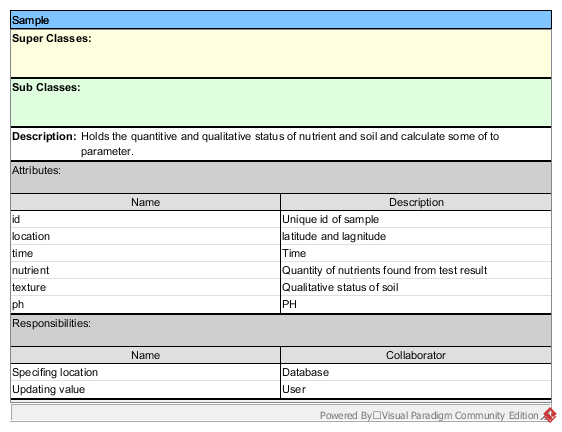 Sample
Super Classes:
Sub Classes:
Description: Holds the quantitive and qualitative status of nutrient and soil and calculate some of to
parameter.
Attributes:
Name Description
id Unique id of sample
location latitude and lagnitude
time Time
nutrient Quantity of nutrients found from test result
texture Qualitative status of soil
ph PH
Responsibilities:
Name Collaborator
Specifing location Database
Updating value User
Powered By□Visual Paradigm Community Edition